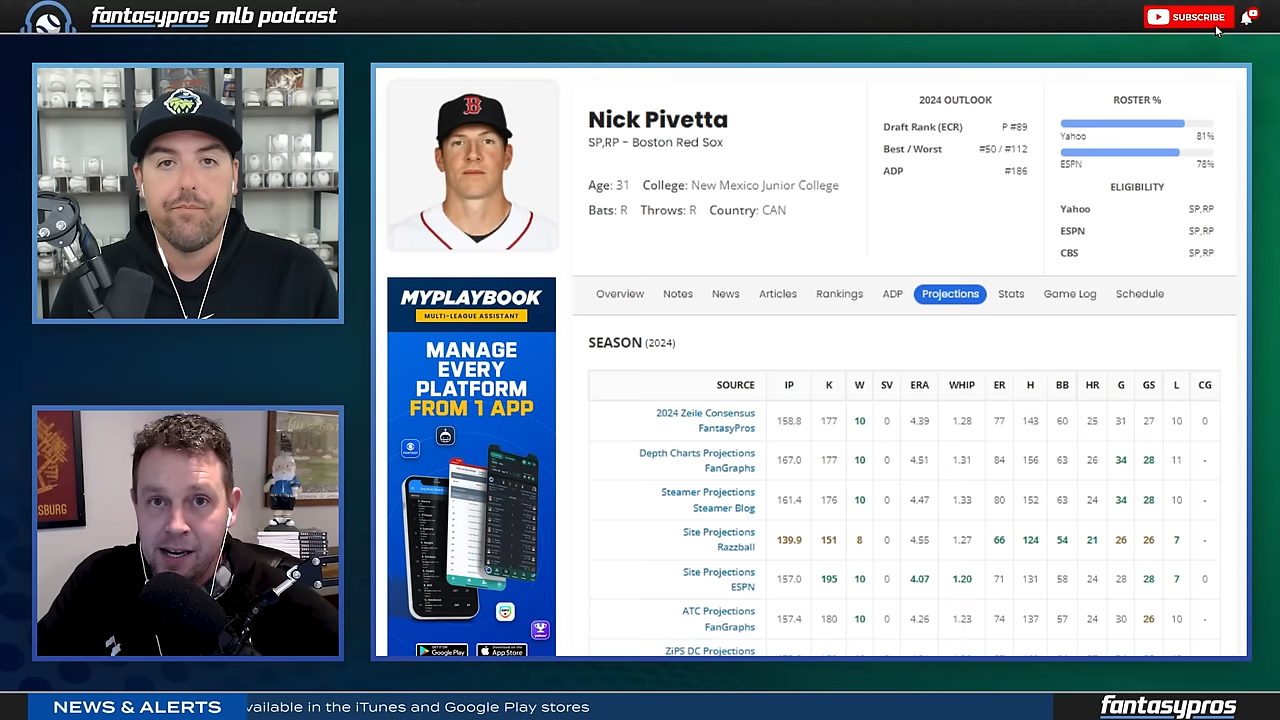 fantasypros mlb podcast
SUBSCRIBE
Nick Pivetta
SP,RP - Boston Red Sox
Age: 31 College: New Mexico Junior College
Bats: R Throws: R Country: CAN
2024 OUTLOOK
Draft Rank (ECR) P #89
Best / Worst #50 / #112
ADP #186
ROSTER %
Yahoo 81%
ESPN 78%
ELIGIBILITY
Yahoo SP,RP
ESPN SP,RP
CBS SP,RP
Overview Notes News Articles Rankings ADP Projections Stats Game Log Schedule
SEASON (2024)
SOURCE IP K W SV ERA WHIP ER H BB HR G GS L CG
2024 Zeile Consensus
FantasyPros 158.8 177 10 0 4.39 1.28 77 143 60 25 31 27 10 0
Depth Charts Projections
FanGraphs 167.0 177 10 0 4.51 1.31 84 156 63 26 34 28 11 -
Steamer Projections
Steamer Blog 161.4 176 10 0 4.47 1.33 80 152 63 24 34 28 10 -
Site Projections
Razzball 139.9 151 8 0 4.55 1.27 66 124 54 21 26 26 7 -
Site Projections
ESPN 157.0 195 10 0 4.07 1.20 71 131 58 24 28 28 7 0
ATC Projections
FanGraphs 157.4 180 10 0 4.26 1.23 74 137 57 24 30 26 10 -
ZiPS DC Projections
MYPLAYBOOK
MULTI-LEAGUE ASSISTANT
MANAGE
EVERY
PLATFORM
FROM 1 APP
Google Play
App Store
SBURG
NEWS & ALERTS
vailable in the iTunes and Google Play stores
fantasypros